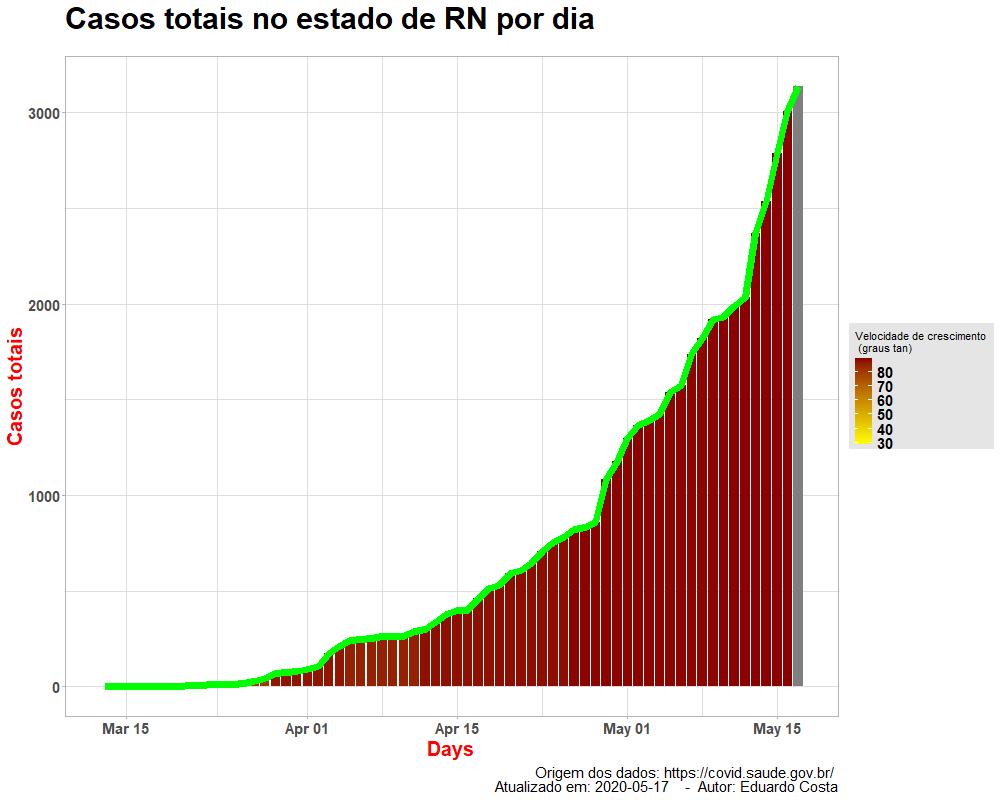 Casos totais no estado de RN por dia
Casos totais
3000
2000
1000
0
Mar 15
Apr 01
Apr 15
May 01
May 15
Days
Velocidade de crescimento
(graus tan)
80
70
60
50
40
30
Origem dos dados: https://covid.saude.gov.br/
Atualizado em: 2020-05-17 - Autor: Eduardo Costa